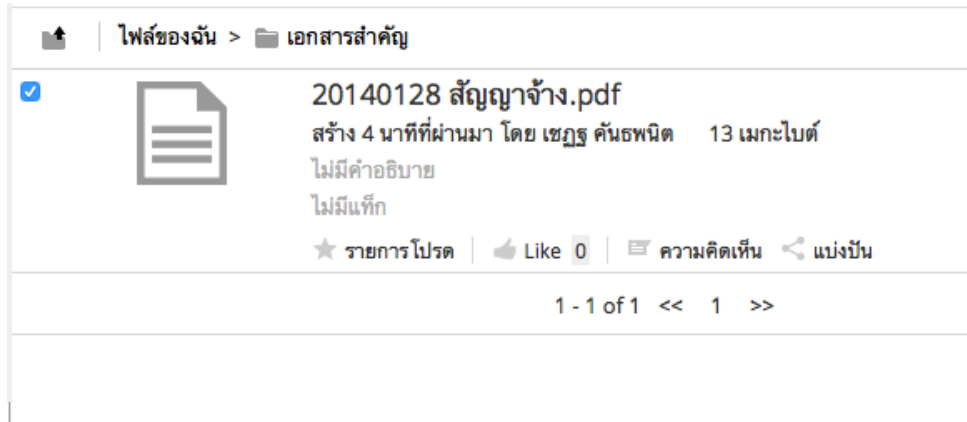 ไฟล์ของฉัน > เอกสารสำคัญ
20140128 สัญญาจ้าง.pdf
สร้าง 4 นาทีที่ผ่านมา โดย เชฏฐ คันธพนิต 13 เมกะไบต์
ไม่มีคำอธิบาย
ไม่มีแท็ก
รายการโปรด Like 0 ความคิดเห็น แบ่งปัน
1 - 1 of 1 << 1 >>